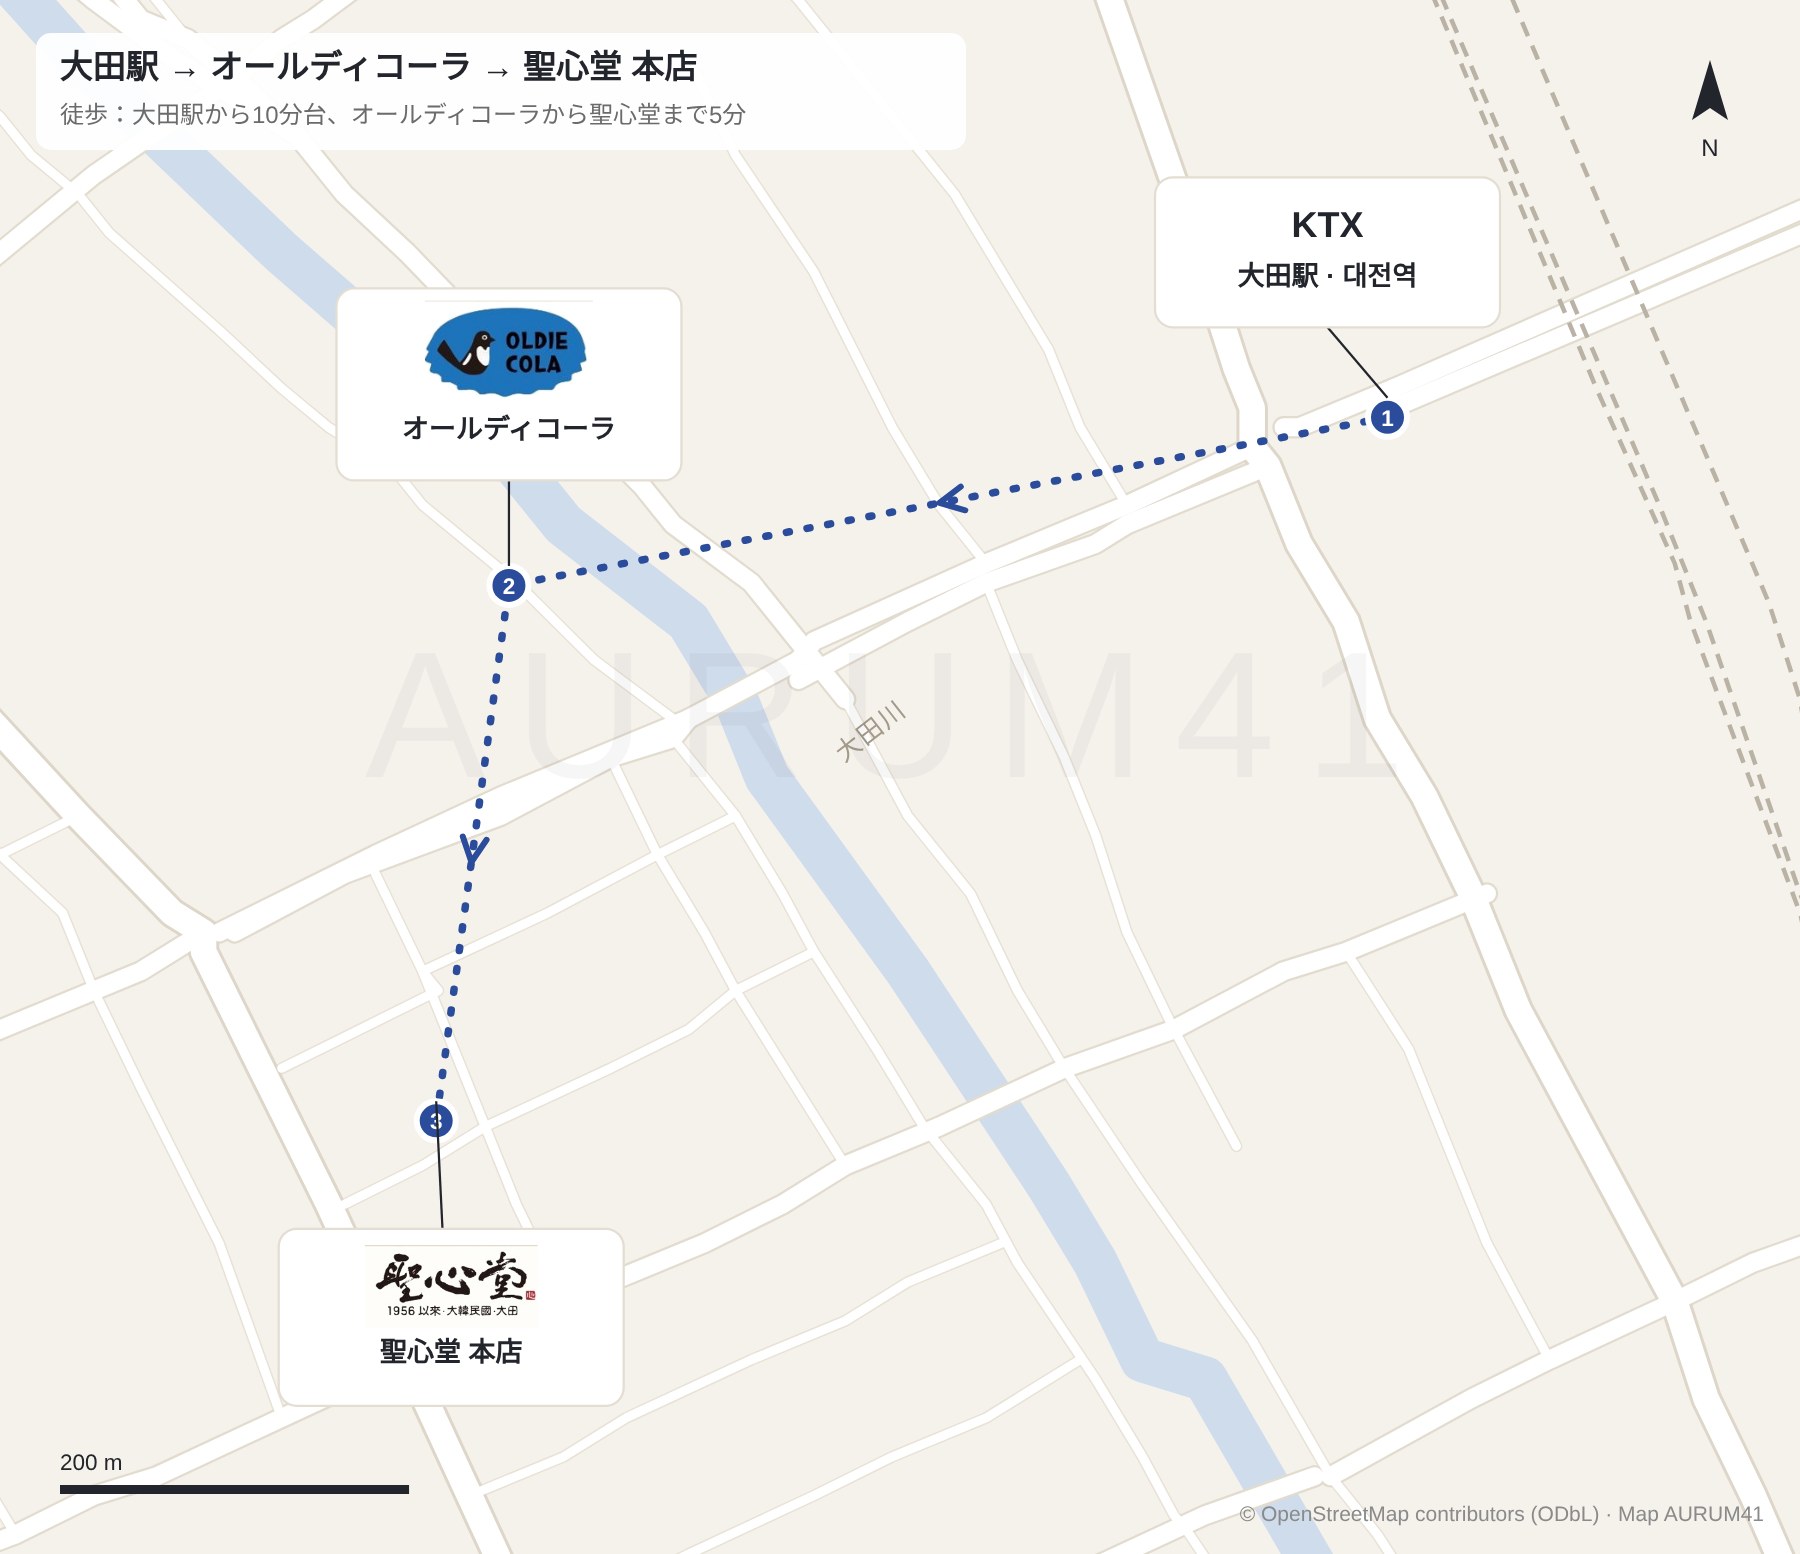 大田駅 → オールディコーラ → 聖心堂 本店
徒歩：大田駅から10分台、オールディコーラから聖心堂まで5分
N
KTX
大田駅 · 대전역
1
OLDIE
COLA
オールディコーラ
2
AURUM41
大田川
3
聖心堂
1956 以來·大韓民國·大田
聖心堂 本店
200 m
© OpenStreetMap contributors (ODbL) · Map AURUM41